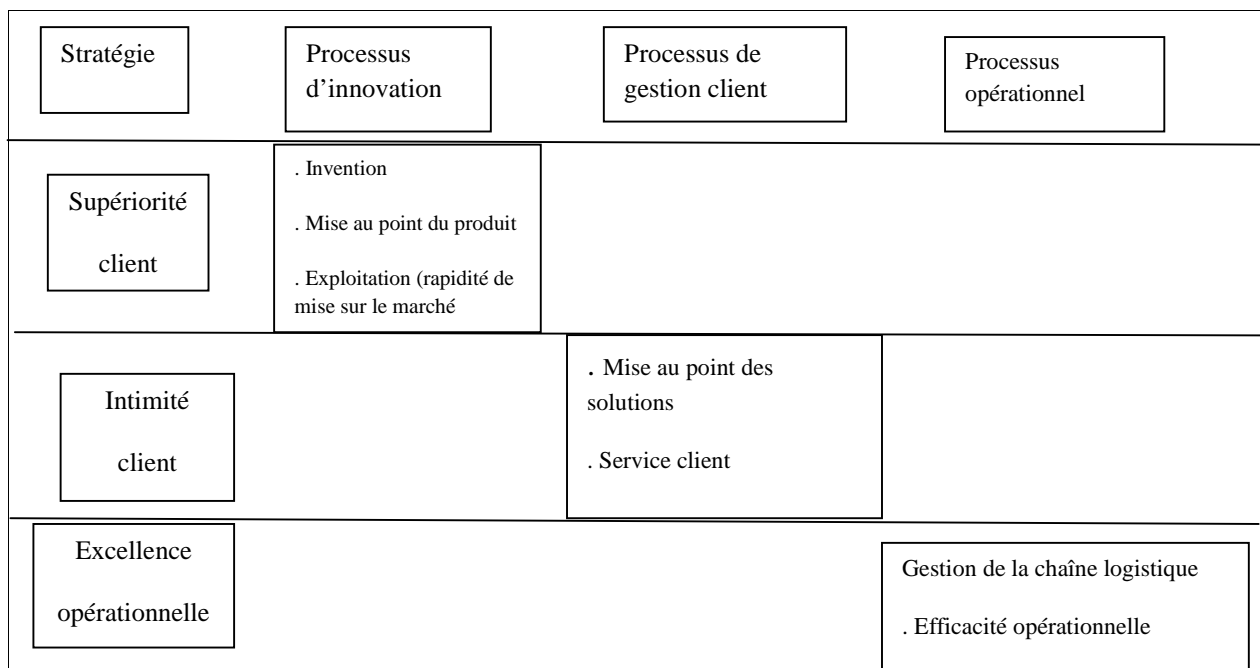 Stratégie
Processus
d’innovation
Processus de
gestion client
Processus
opérationnel
Supériorité
client
. Invention
. Mise au point du produit
. Exploitation (rapidité de
mise sur le marché
Intimité
client
. Mise au point des
solutions
. Service client
Excellence
opérationnelle
Gestion de la chaîne logistique
. Efficacité opérationnelle